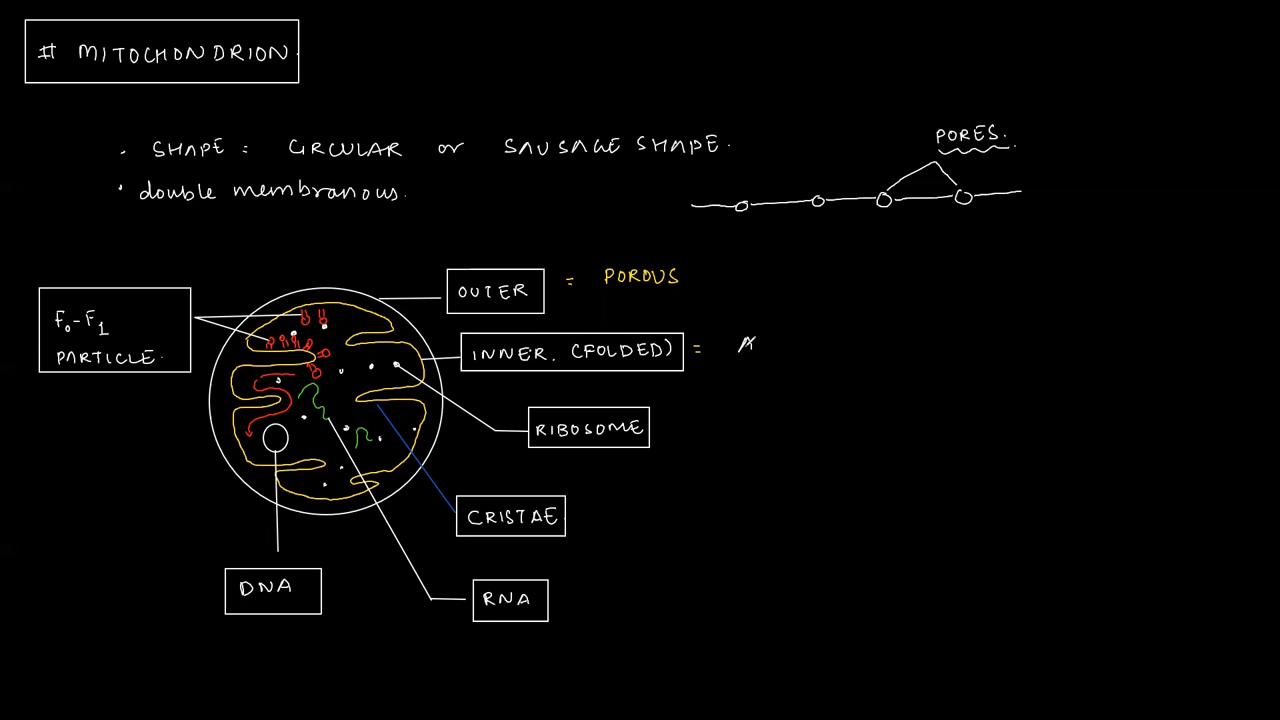 # MITOCHONDRION.
. SHAPE = CIRCULAR or SAUSAGE SHAPE.
. double membranous.
PORES.
OUTER = POROUS
F₀-F₁
PARTICLE.
INNER. (FOLDED) =
RIBOSOME
CRISTAE
DNA
RNA